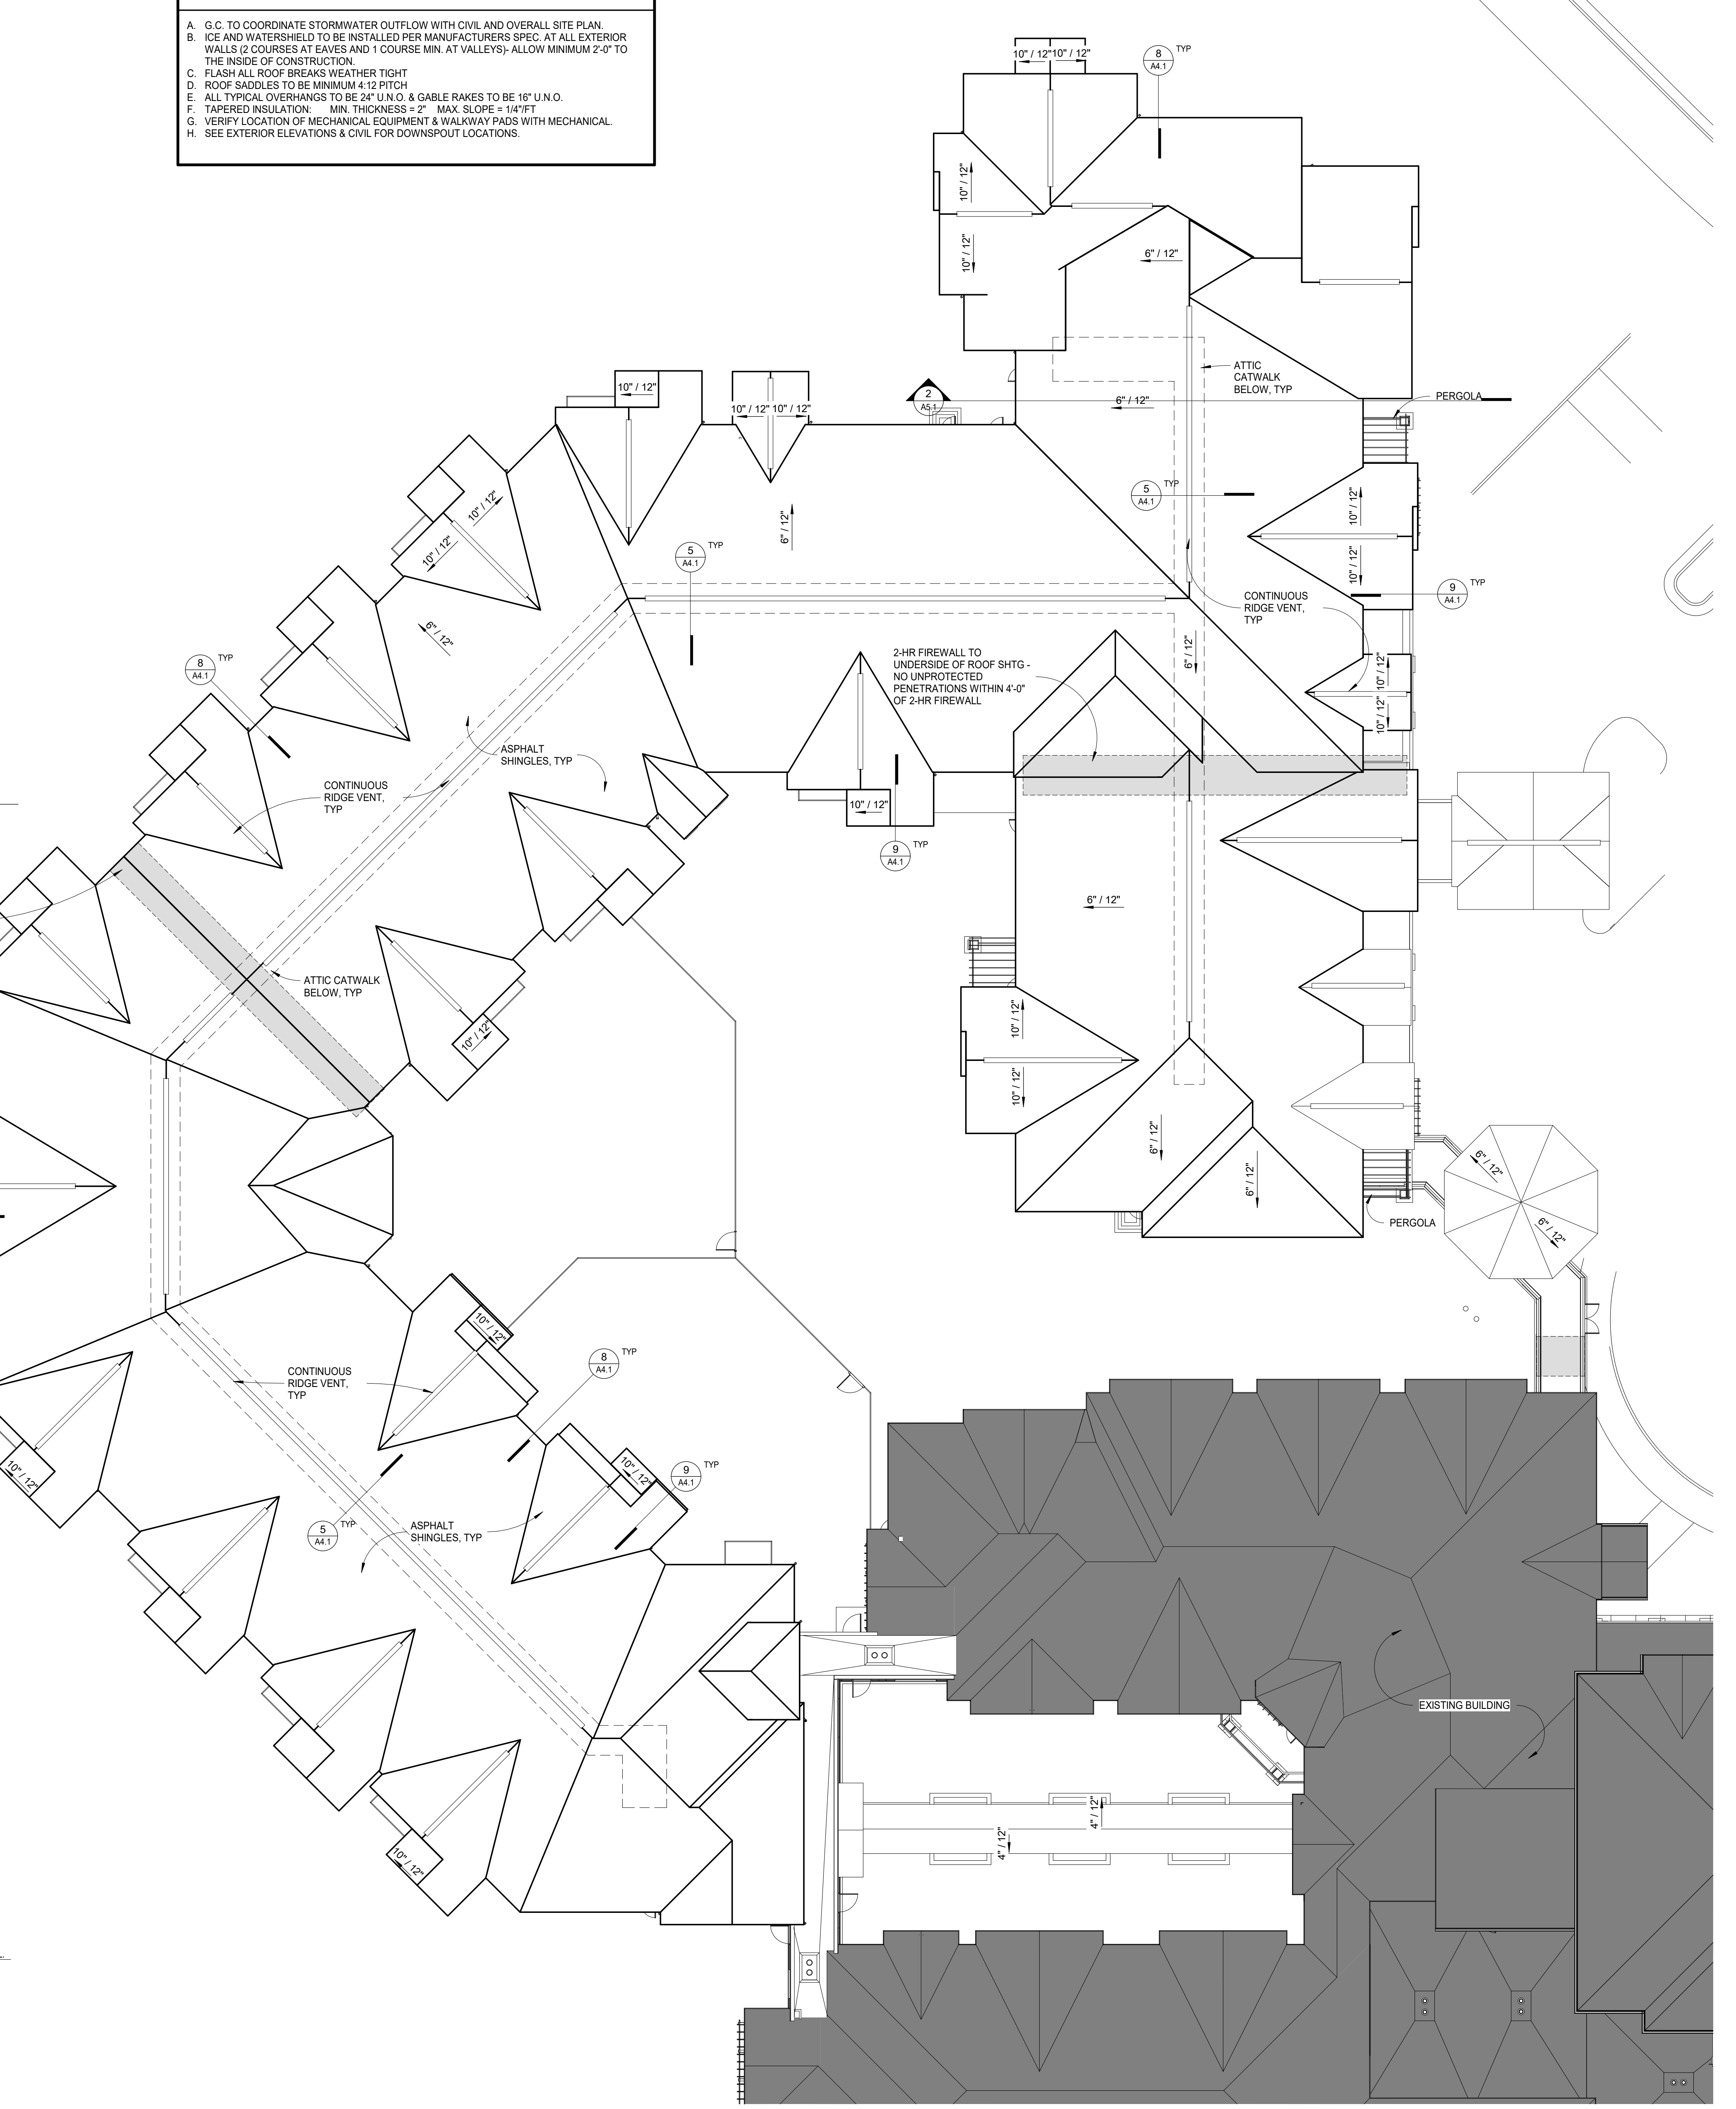 A. G.C. TO COORDINATE STORMWATER OUTFLOW WITH CIVIL AND OVERALL SITE PLAN.
B. ICE AND WATERSHIELD TO BE INSTALLED PER MANUFACTURERS SPEC. AT ALL EXTERIOR
WALLS (2 COURSES AT EAVES AND 1 COURSE MIN. AT VALLEYS)- ALLOW MINIMUM 2'-0" TO
THE INSIDE OF CONSTRUCTION.
C. FLASH ALL ROOF BREAKS WEATHER TIGHT
D. ROOF SADDLES TO BE MINIMUM 4:12 PITCH
E. ALL TYPICAL OVERHANGS TO BE 24" U.N.O. & GABLE RAKES TO BE 16" U.N.O.
F. TAPERED INSULATION: MIN. THICKNESS = 2" MAX. SLOPE = 1/4"/FT
G. VERIFY LOCATION OF MECHANICAL EQUIPMENT & WALKWAY PADS WITH MECHANICAL.
H. SEE EXTERIOR ELEVATIONS & CIVIL FOR DOWNSPOUT LOCATIONS.
10" / 12" 10" / 12"
8
A4.1
TYP
10" / 12"
10" / 12"
6" / 12"
ATTIC
CATWALK
BELOW, TYP
10" / 12"
2
A5.1
6" / 12"
PERGOLA
10" / 12" 10" / 12"
10" / 12"
10" / 12"
5
A4.1
TYP
10" / 12"
10" / 12"
6" / 12"
5
A4.1
TYP
9
A4.1
TYP
CONTINUOUS
RIDGE VENT,
TYP
6" / 12"
6" / 12"
8
A4.1
TYP
2-HR FIREWALL TO
UNDERSIDE OF ROOF SHTG -
NO UNPROTECTED
PENETRATIONS WITHIN 4'-0"
OF 2-HR FIREWALL
10" / 12"
10" / 12"
ASPHALT
SHINGLES, TYP
CONTINUOUS
RIDGE VENT,
TYP
10" / 12"
9
A4.1
TYP
6" / 12"
ATTIC CATWALK
BELOW, TYP
10" / 12"
10" / 12"
10" / 12"
6" / 12"
6" / 12"
6" / 12"
6" / 12"
PERGOLA
10" / 12"
CONTINUOUS
RIDGE VENT,
TYP
8
A4.1
TYP
10" / 12"
10" / 12"
9
A4.1
TYP
5
A4.1
TYP
ASPHALT
SHINGLES, TYP
EXISTING BUILDING
4" / 12"
4" / 12"
10" / 12"